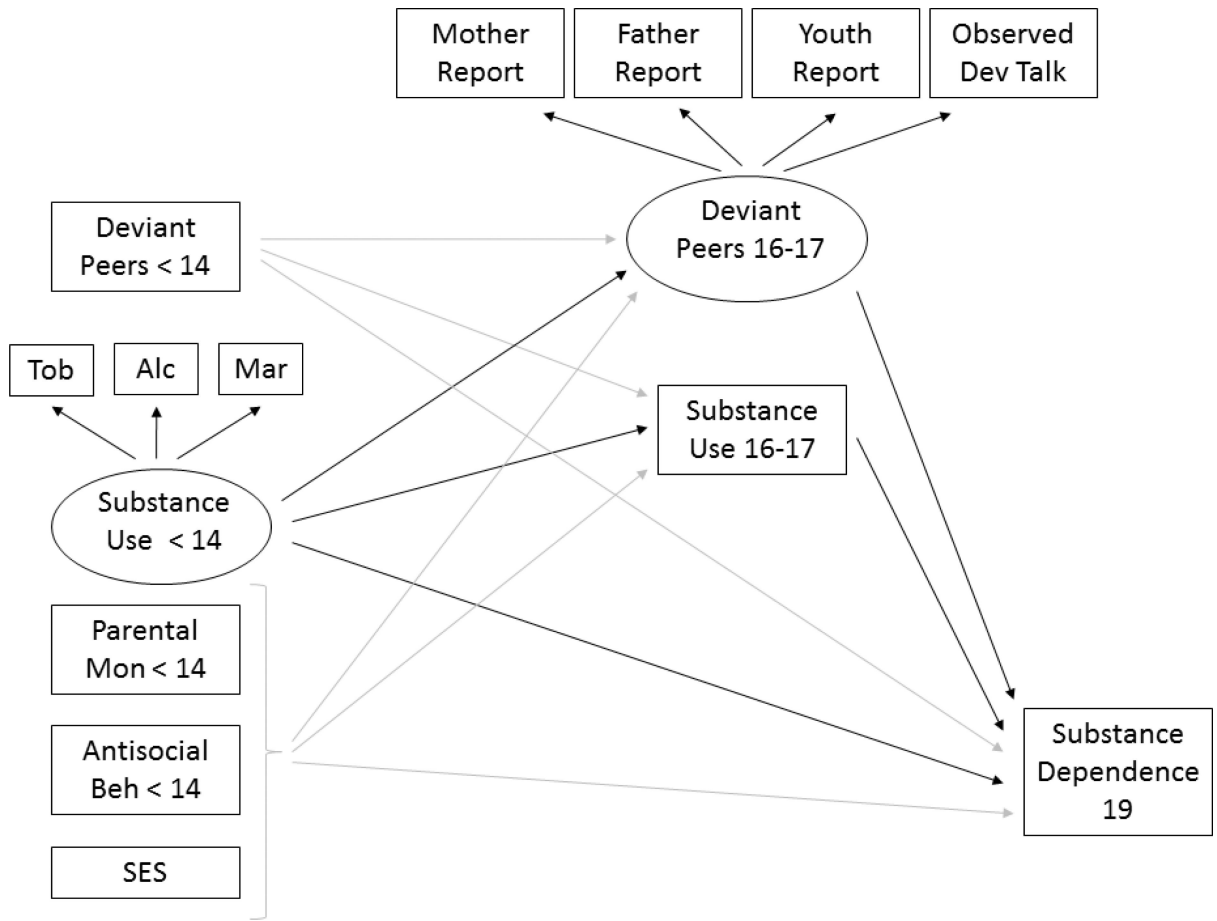 Mother
Report
Father
Report
Youth
Report
Observed
Dev Talk
Deviant
Peers 16-17
Deviant
Peers < 14
Tob
Alc
Mar
Substance
Use 16-17
Substance
Use < 14
Parental
Mon < 14
Antisocial
Beh < 14
Substance
Dependence
19
SES